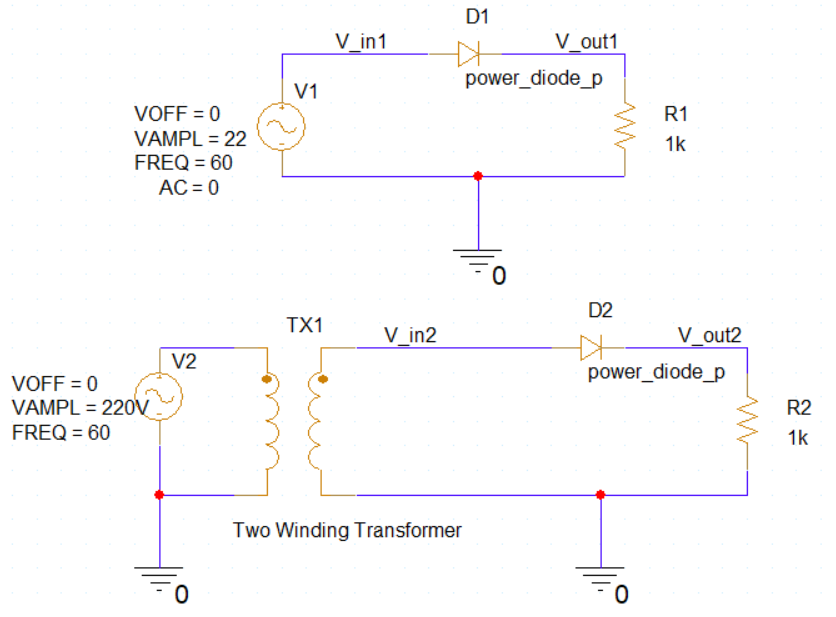 D1
V_in1
V_out1
power_diode_p
V1
VOFF = 0
VAMPL = 22
FREQ = 60
AC = 0
R1
1k
0
D2
TX1
V_in2
V_out2
V2
power_diode_p
VOFF = 0
VAMPL = 220V
FREQ = 60
R2
1k
Two Winding Transformer
0
0